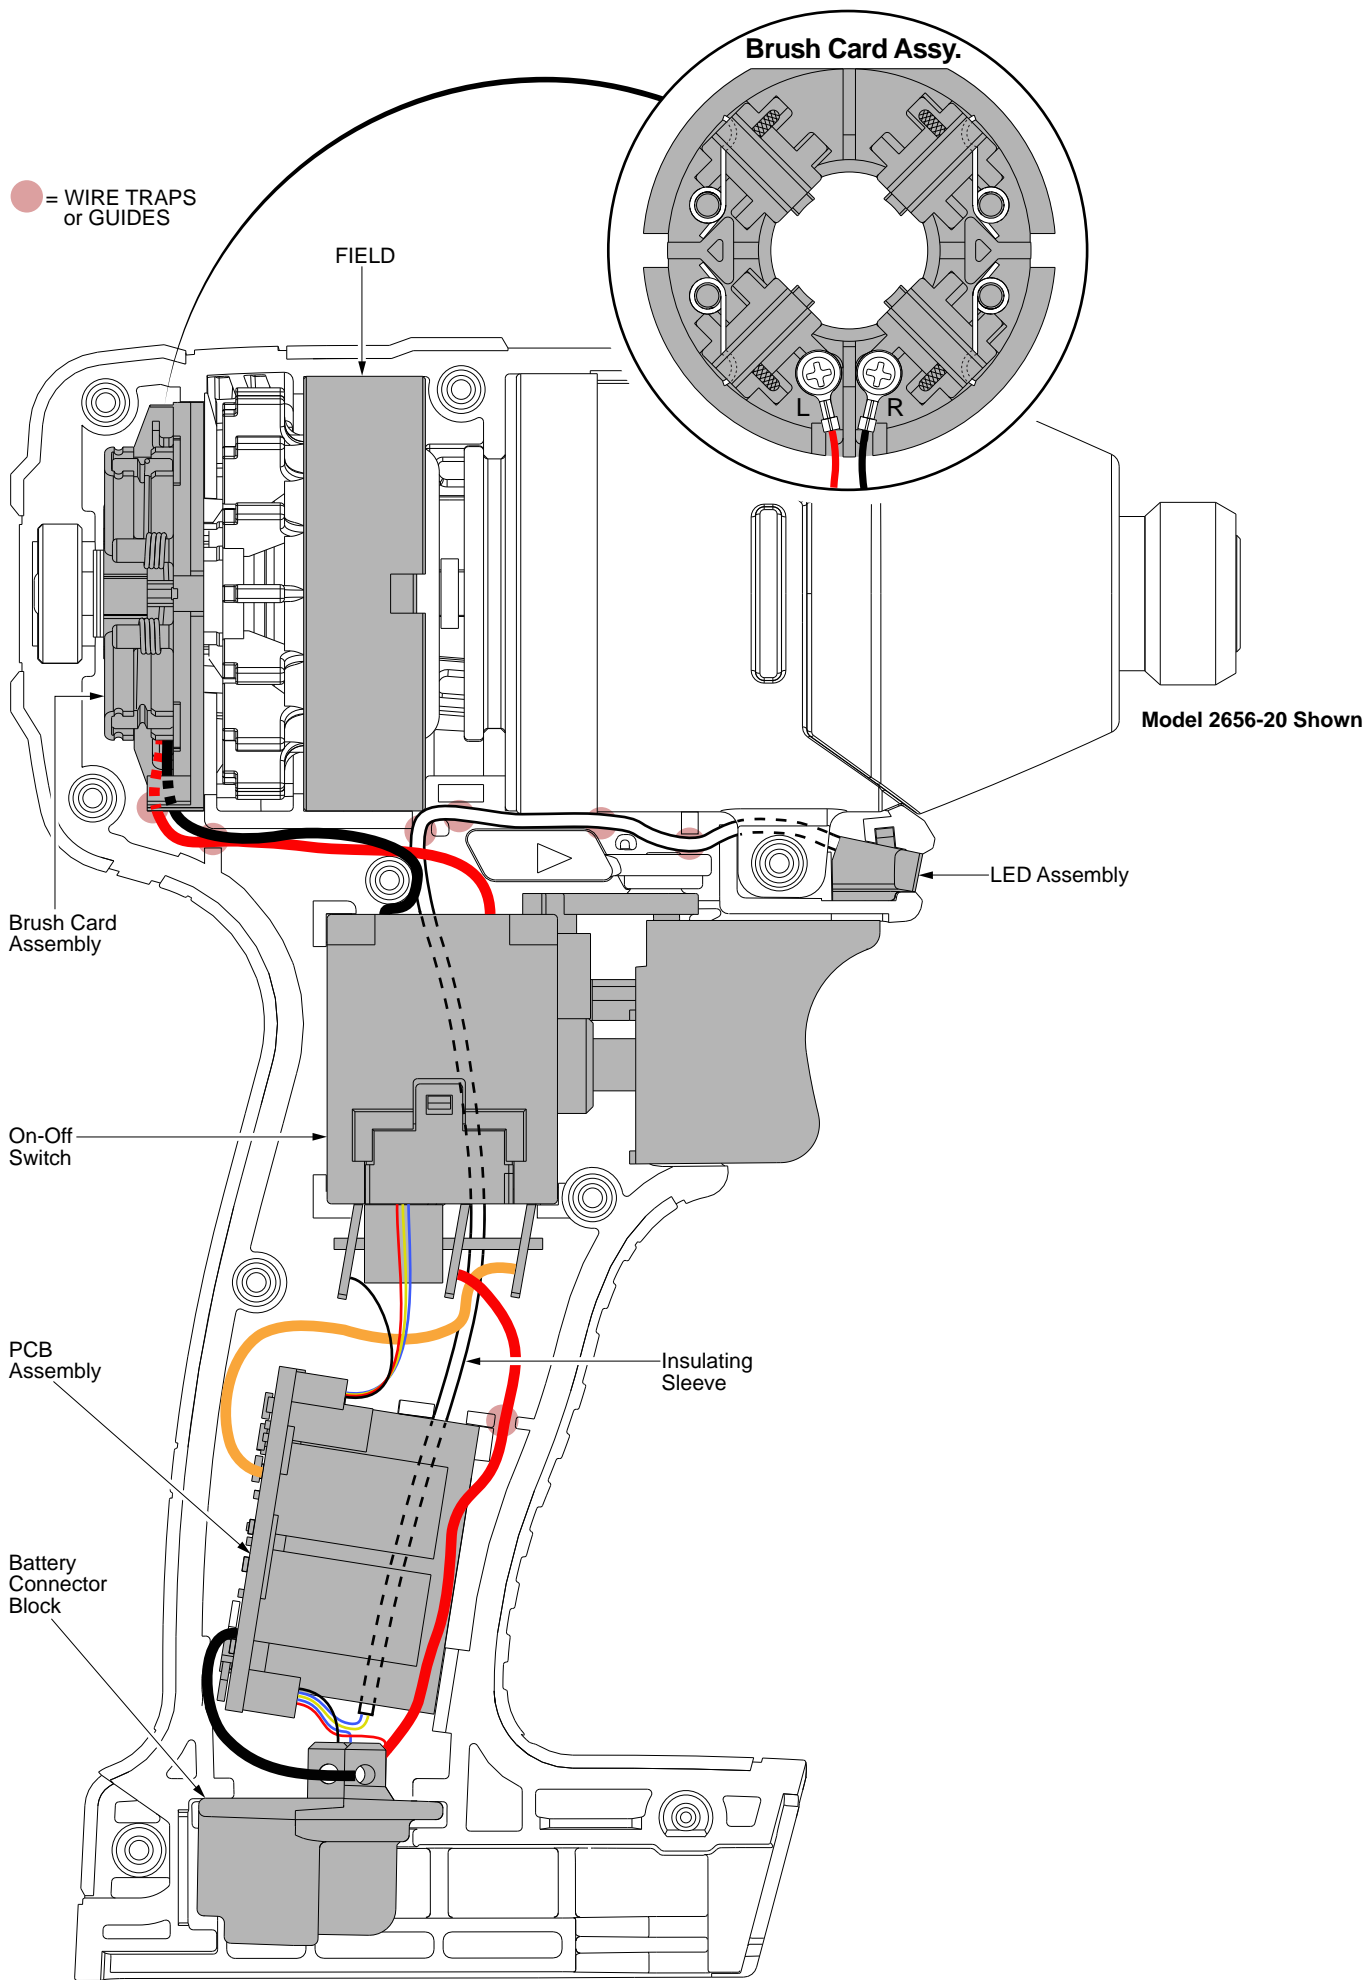 Brush Card Assy.
= WIRE TRAPS
or GUIDES
FIELD
L
R
Model 2656-20 Shown
LED Assembly
Brush Card
Assembly
On-Off
Switch
PCB
Assembly
Insulating
Sleeve
Battery
Connector
Block